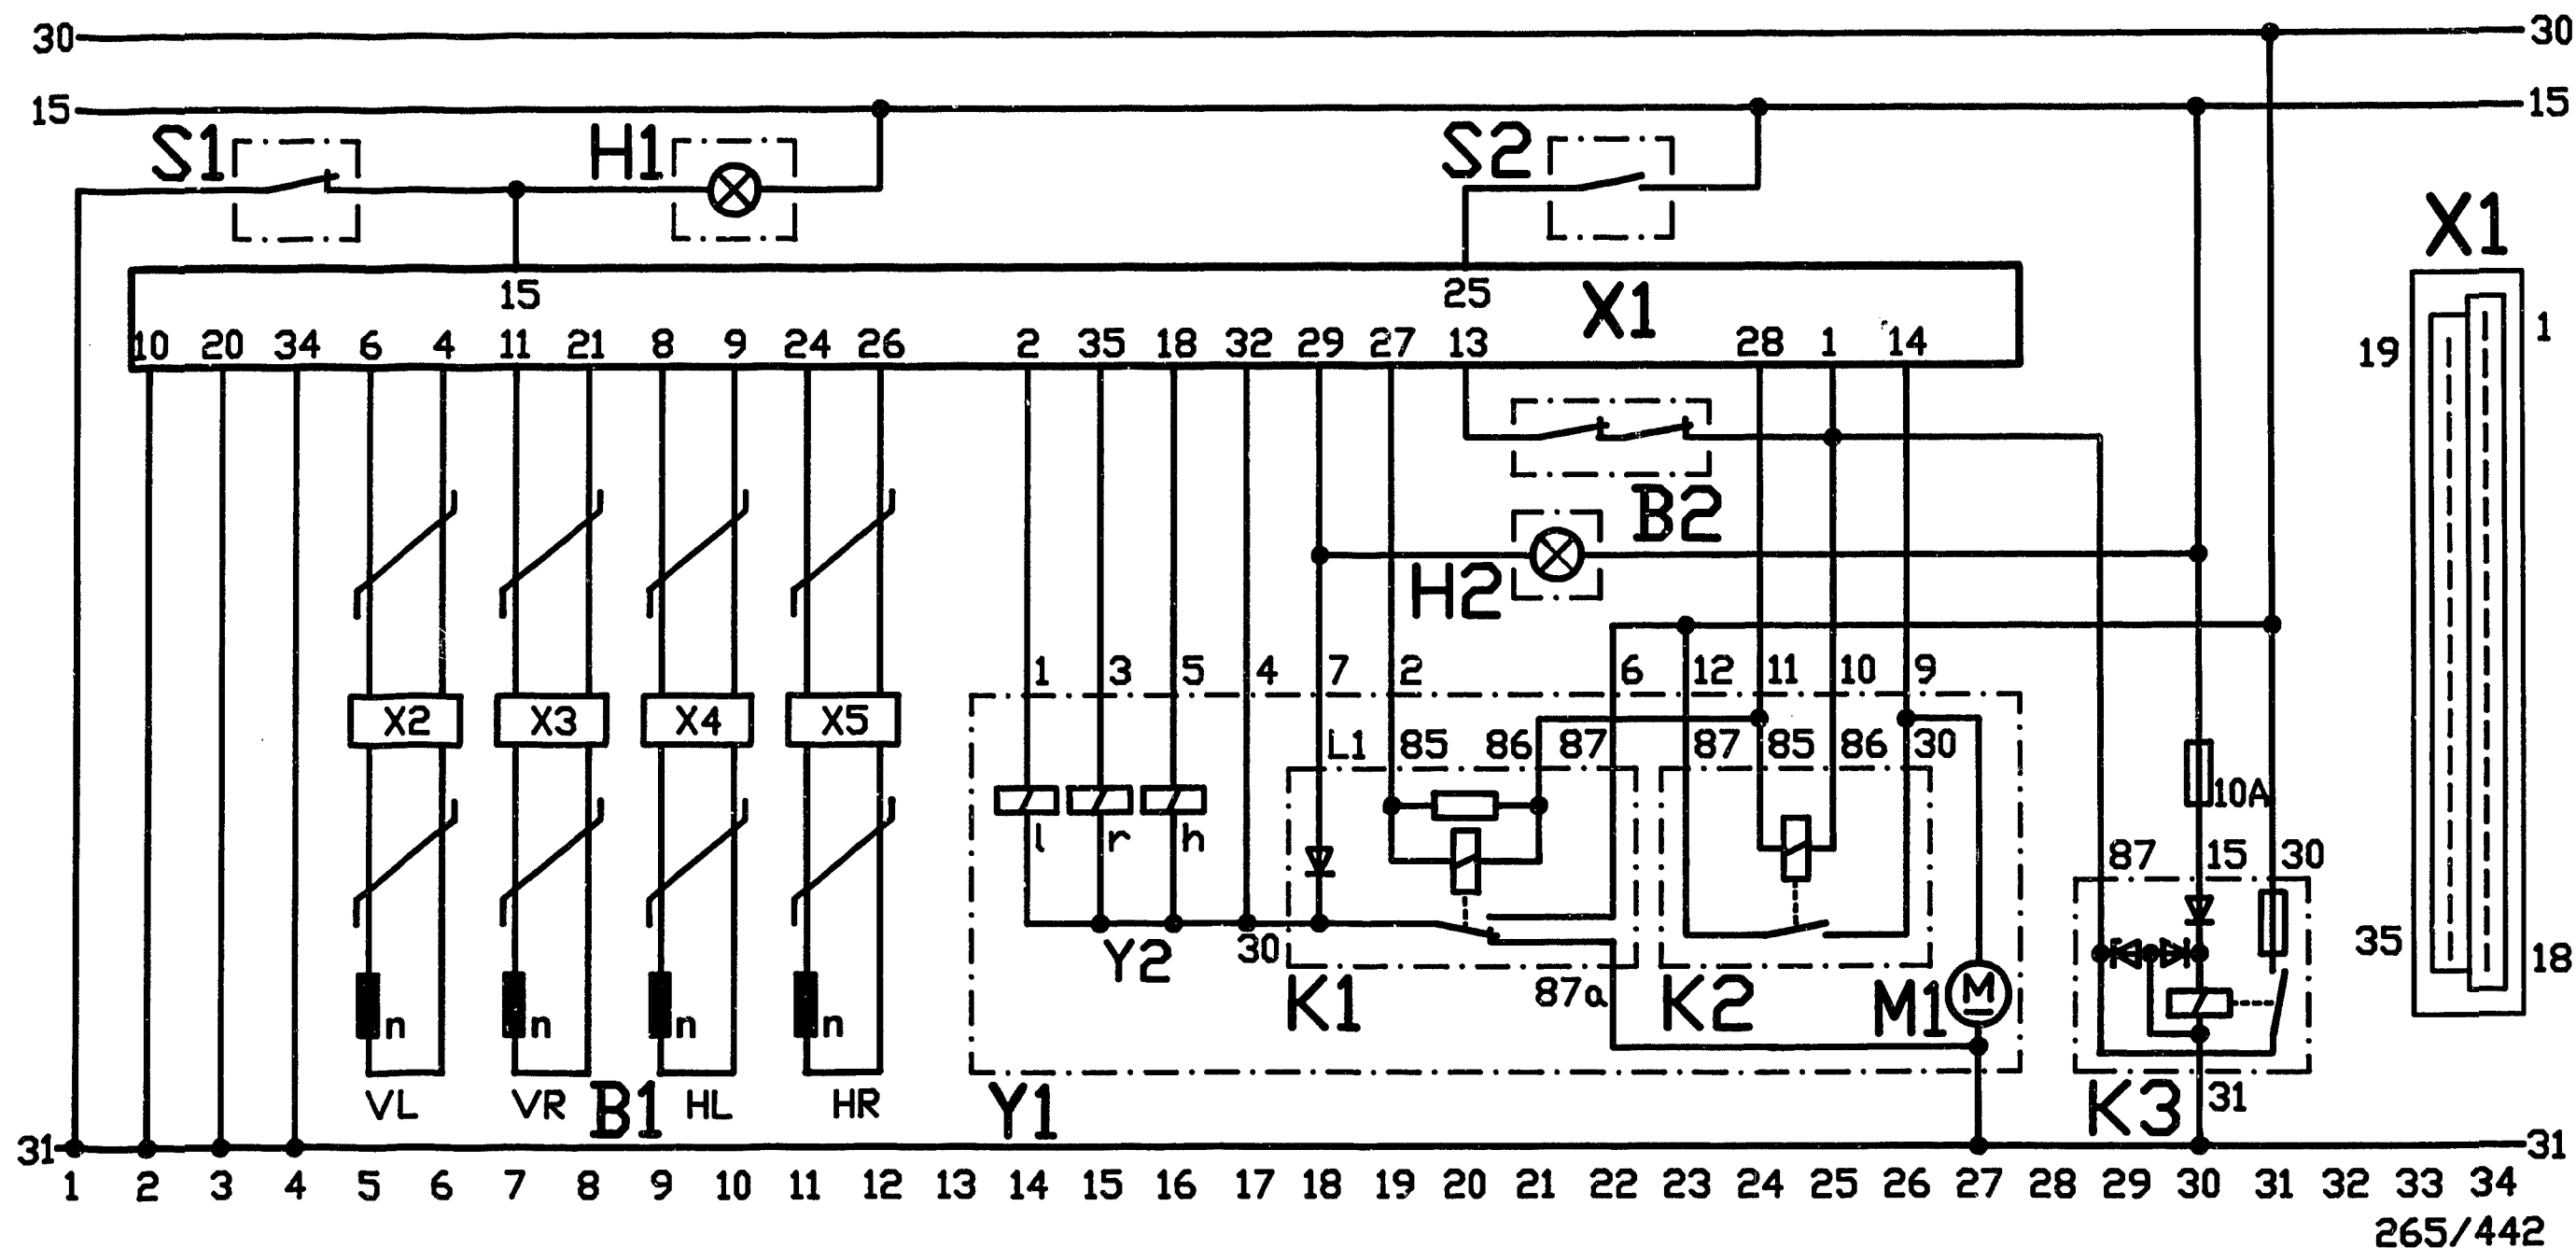 30 30
15 15
S1 H1 S2
X1
15 25 X1
10 20 34 6 4 11 21 8 9 24 26 2 35 18 32 29 27 13 28 1 14
19 1
B2
H2
1 3 5 4 7 2 6 12 11 10 9
X2 X3 X4 X5
L1 85 86 87 87 85 86 30
10A
l r h
87 15 30
Y2 30
35 18
K1 87a K2 M1 M
n n n n
VL VR B1 HL HR Y1 K3 31
31 31
1 2 3 4 5 6 7 8 9 10 11 12 13 14 15 16 17 18 19 20 21 22 23 24 25 26 27 28 29 30 31 32 33 34
265/442